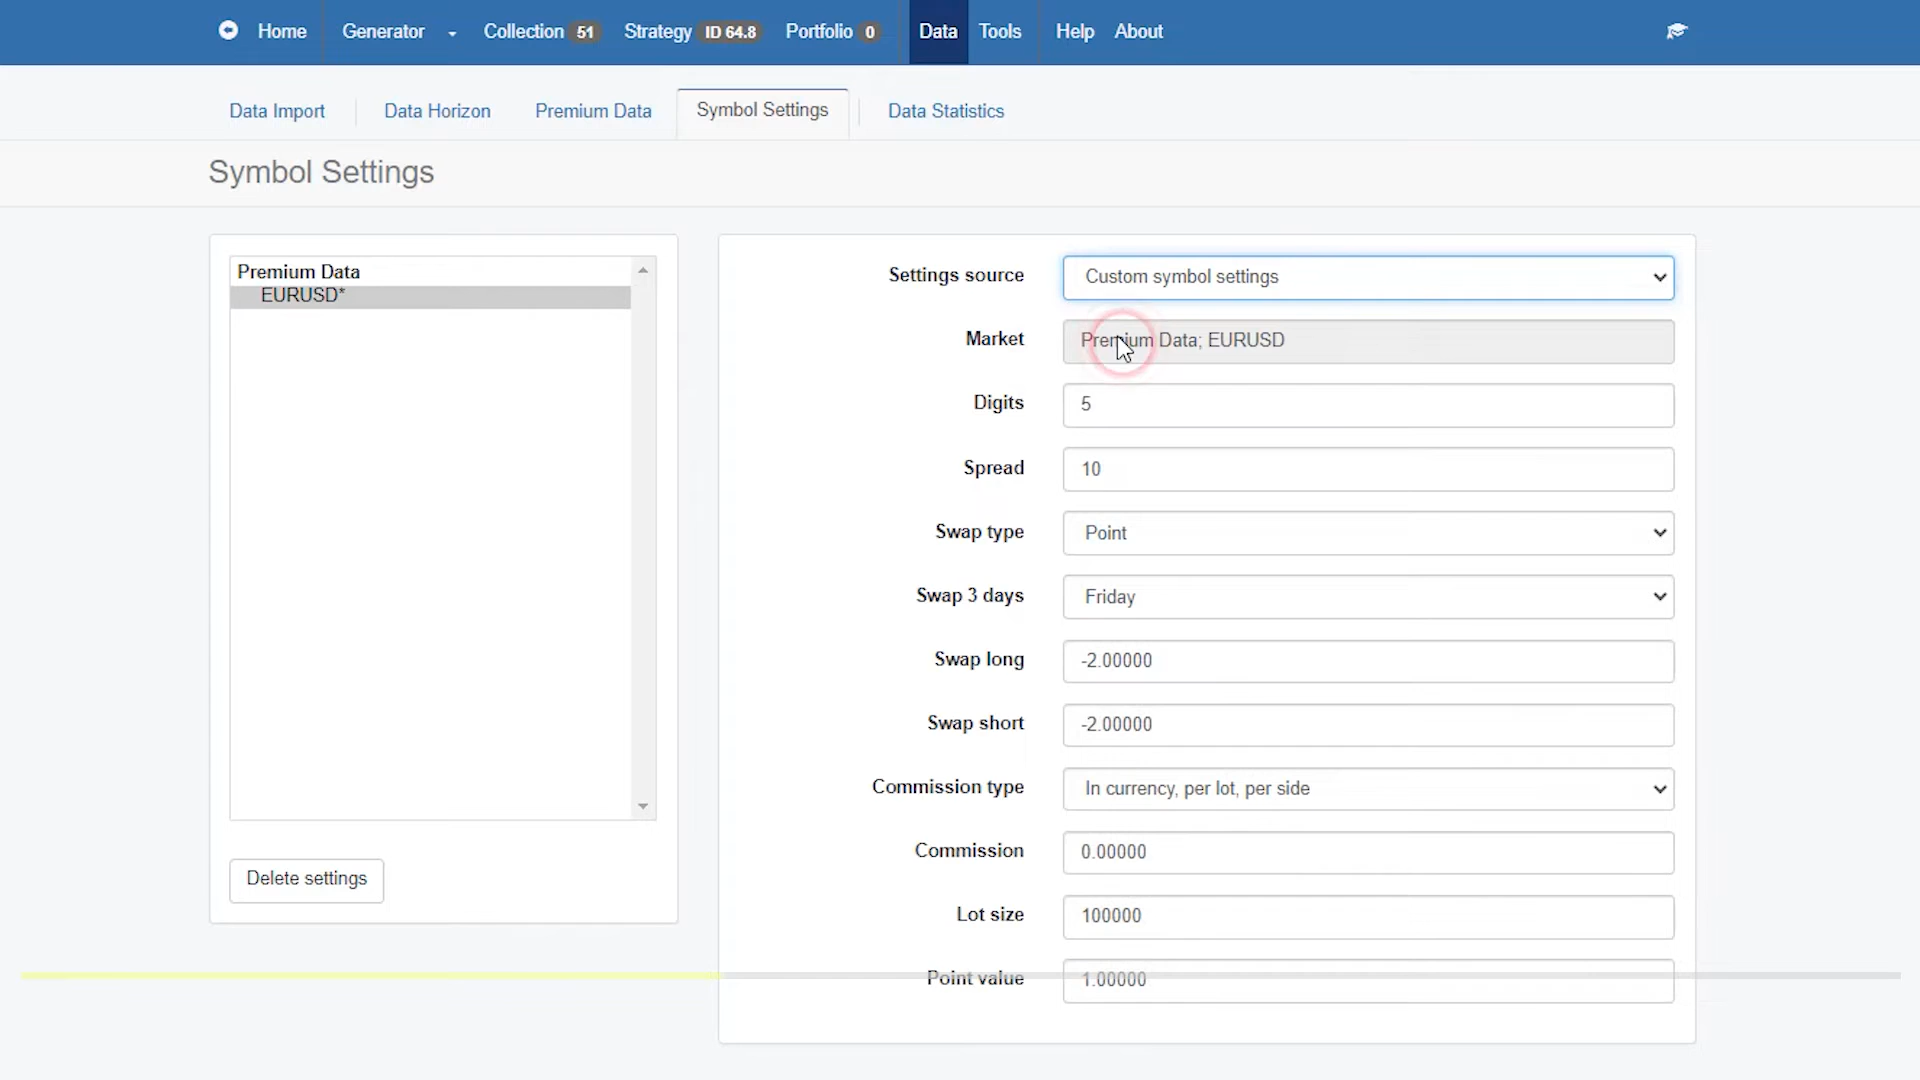 Home Generator Collection 51 Strategy ID 64.8 Portfolio 0 Data Tools Help About
Data Import Data Horizon Premium Data Symbol Settings Data Statistics
Symbol Settings
Premium Data
EURUSD*
Delete settings
Settings source Custom symbol settings
Market Premium Data; EURUSD
Digits 5
Spread 10
Swap type Point
Swap 3 days Friday
Swap long -2.00000
Swap short -2.00000
Commission type In currency, per lot, per side
Commission 0.00000
Lot size 100000
Point value 1.00000